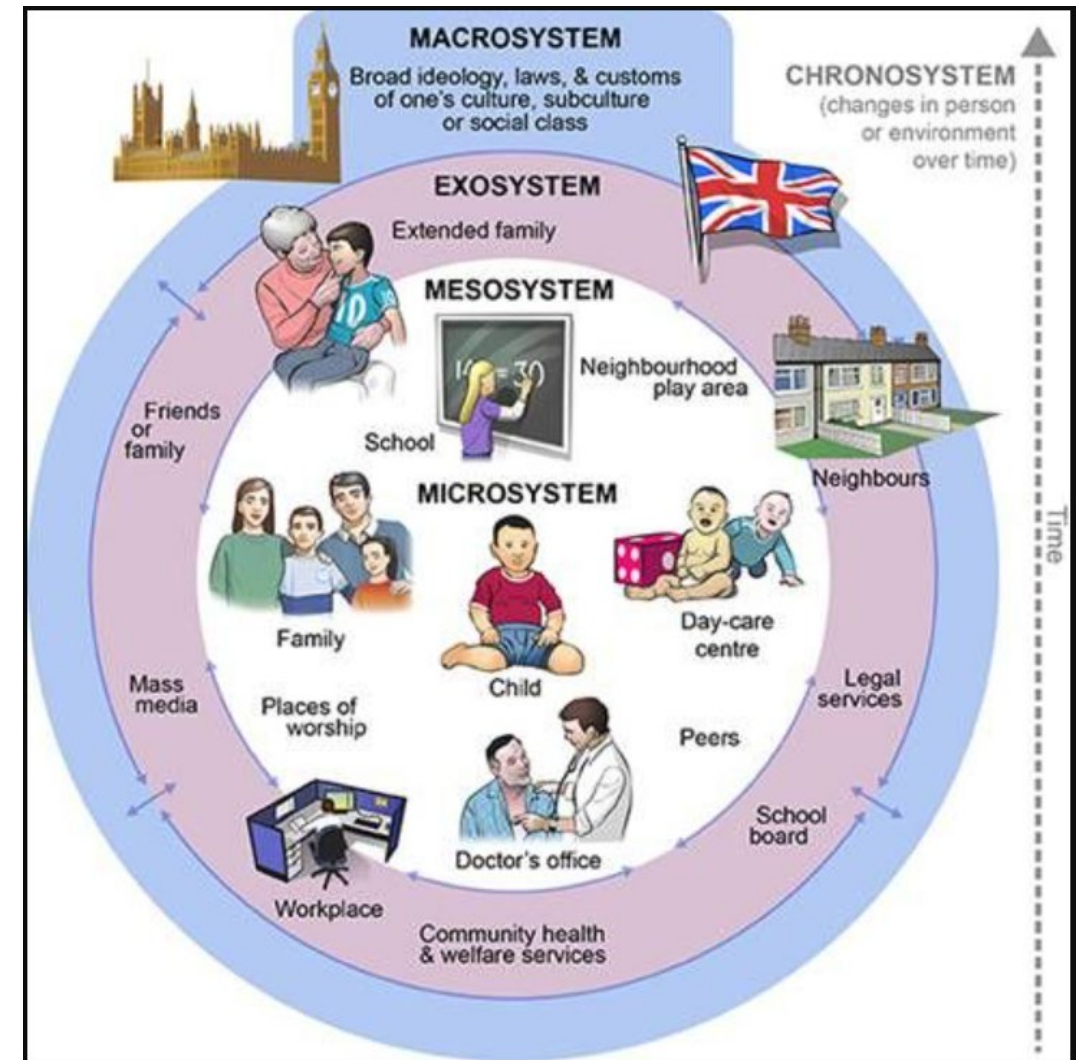 MACROSYSTEM
Broad ideology, laws, & customs
of one's culture, subculture
or social class
CHRONOSYSTEM
(changes in person
or environment
over time)
EXOSYSTEM
Extended family
MESOSYSTEM
Neighbourhood
play area
School
Friends
or
family
Neighbours
MICROSYSTEM
Time
Family
Child
Day-care
centre
Mass
media
Places of
worship
Legal
services
Peers
School
board
Doctor's office
Workplace
Community health
& welfare services
10